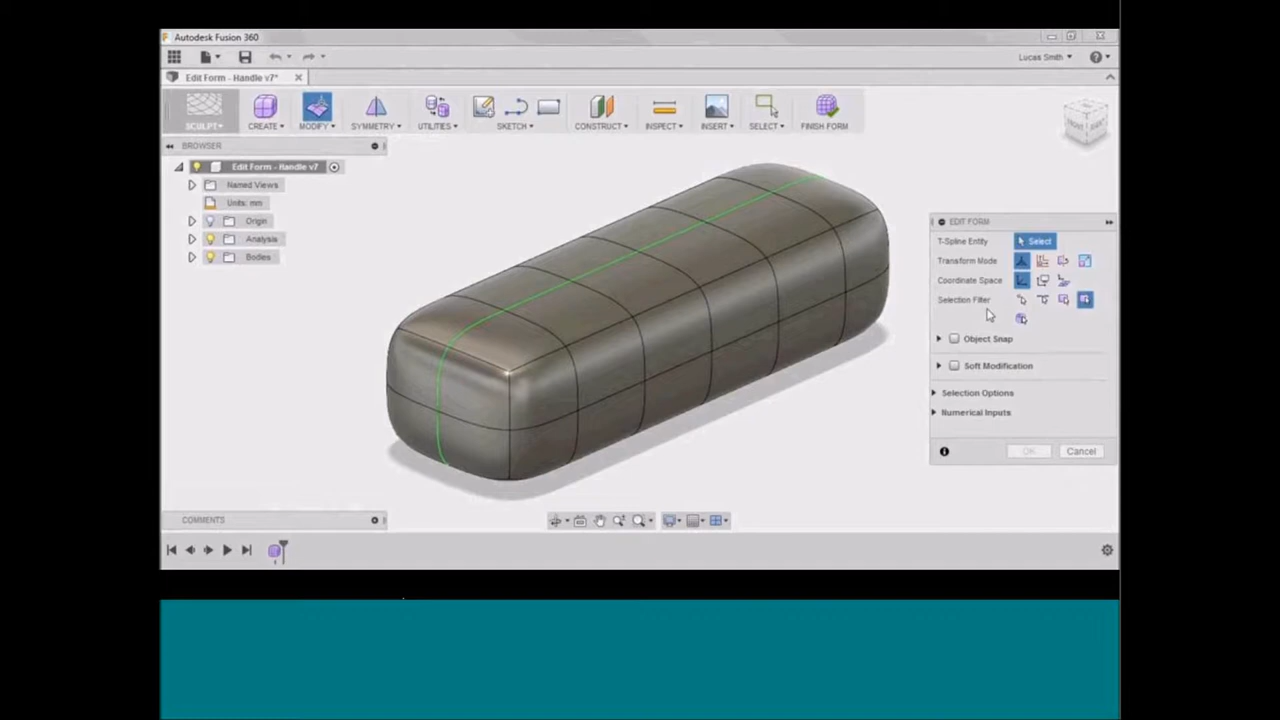 Autodesk Fusion 360
Lucas Smith
Edit Form - Handle v7*
SCULPT
CREATE
MODIFY
SYMMETRY
UTILITIES
SKETCH
CONSTRUCT
INSPECT
INSERT
SELECT
FINISH FORM
FRONT
BROWSER
Edit Form - Handle v7
Named Views
Units: mm
Origin
Analysis
Bodies
EDIT FORM
T-Spline Entity
Select
Transform Mode
Coordinate Space
Selection Filter
Object Snap
Soft Modification
Selection Options
Numerical Inputs
OK
Cancel
COMMENTS